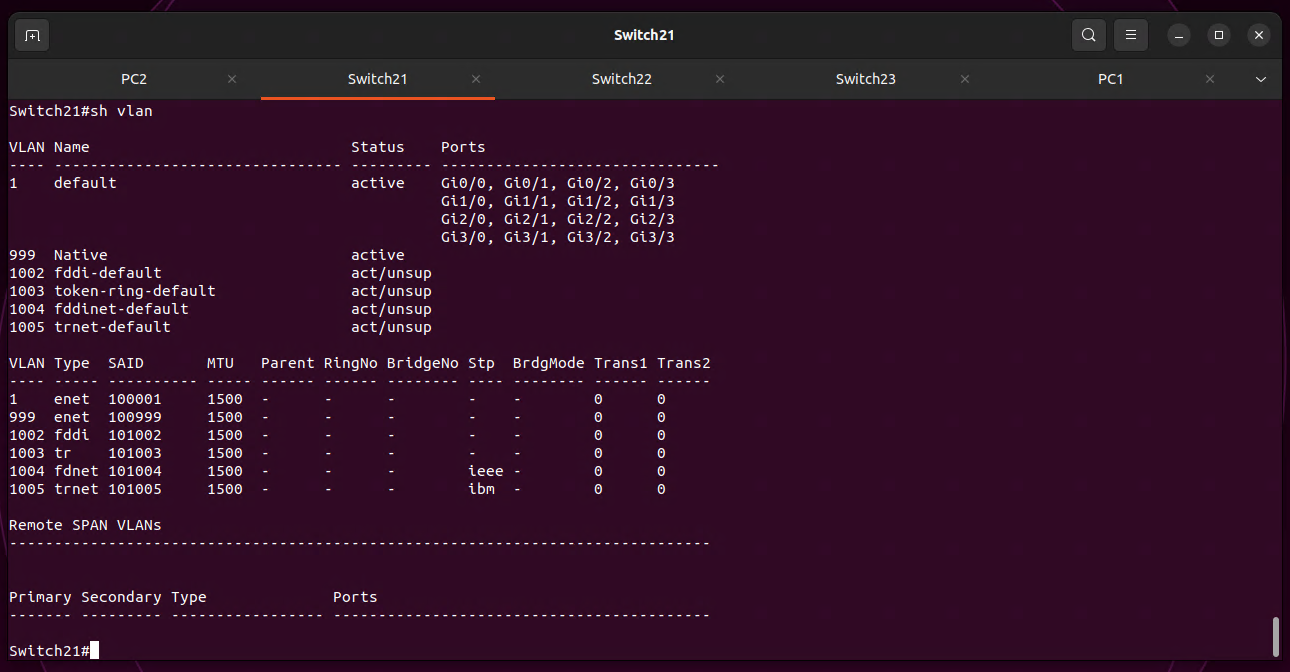 Switch21
PC2 Switch21 Switch22 Switch23 PC1
Switch21#sh vlan
VLAN Name                             Status    Ports
---- -------------------------------- --------- -------------------------------
1    default                          active    Gi0/0, Gi0/1, Gi0/2, Gi0/3
                                                Gi1/0, Gi1/1, Gi1/2, Gi1/3
                                                Gi2/0, Gi2/1, Gi2/2, Gi2/3
                                                Gi3/0, Gi3/1, Gi3/2, Gi3/3
999  Native                           active
1002 fddi-default                     act/unsup
1003 token-ring-default               act/unsup
1004 fddinet-default                  act/unsup
1005 trnet-default                    act/unsup
VLAN Type  SAID       MTU   Parent RingNo BridgeNo Stp  BrdgMode Trans1 Trans2
---- ----- ---------- ----- ------ ------ -------- ---- -------- ------ ------
1    enet  100001     1500  -      -      -        -    -        0      0
999  enet  100999     1500  -      -      -        -    -        0      0
1002 fddi  101002     1500  -      -      -        -    -        0      0
1003 tr    101003     1500  -      -      -        -    -        0      0
1004 fdnet 101004     1500  -      -      -        ieee -        0      0
1005 trnet 101005     1500  -      -      -        ibm  -        0      0
Remote SPAN VLANs
------------------------------------------------------------------------------
Primary Secondary Type              Ports
------- --------- ----------------- ------------------------------------------
Switch21#